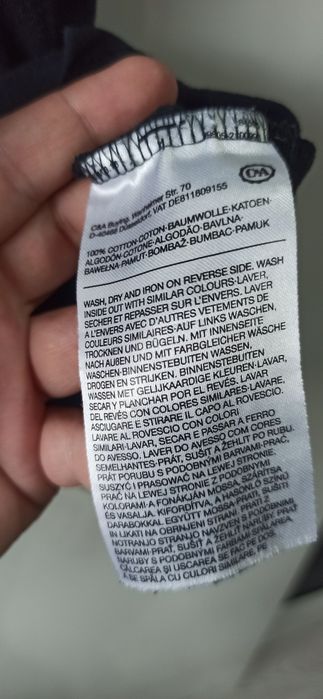 C&A
C&A Buying, Wanheimer Str. 70
D-40468 Düsseldorf, VAT DE811809155
100% COTTON-COTON-BAUMWOLLE-KATOEN-
ALGODÓN-COTONE-ALGODÃO-BAVLNA-
BAWEŁNA-PAMUT-BOMBAŽ-BUMBAC-PAMUK
WASH, DRY AND IRON ON REVERSE SIDE, WASH
INSIDE OUT WITH SIMILAR COLOURS-LAVER,
SECHER ET REPASSER SUR L'ENVERS, LAVER
A L'ENVERS AVEC D'AUTRES VETEMENTS DE
COULEURS SIMILAIRES-AUF LINKS WASCHEN,
TROCKNEN UND BÜGELN. MIT INNENSEITE
NACH AUßEN UND MIT FARBGLEICHER WÄSCHE
WASCHEN-BINNENSTEBUITEN WASSEN,
DROGEN EN STRIJKEN. BINNENSTEBUITEN
WASSEN MET GELIJKAARDIGE KLEUREN-LAVAR,
SECAR Y PLANCHAR POR EL REVÉS. LAVAR
DEL REVÉS CON COLORES SIMILARES-LAVARE,
ASCIUGARE E STIRARE IL CAPO AL ROVESCIO.
LAVARE AL ROVESCIO CON COLORI
SIMILARI-LAVAR, SECAR E PASSAR A FERRO
DO AVESSO, LAVER DO AVESSO COM CORES
SEMELHANTES-PRÁT, SUŠIT A ŽEHLIT PO RUBU.
PRÁT PORUBU S PODOBNÝMI BARVAMI-PRAĆ,
SUSZYĆ I PRASOWAĆ NA LEWEJ STRONIE.
PRAĆ NA LEWEJ STRONIE Z PODOBNYMI
KOLORAMI-A FONÁKJÁN MOSSA, SZÁRÍTSA
ÉS VASALJA. KIFORDÍTVA, A HASONLÓ SZÍNŰ
DARABOKKAL EGYÜTT MOSSA-PRATI, SUŠITI
IN LIKATI NA OBRNJENI STRANI. PRATI Z
NOTRANJO STRANJO NAVZVEN S PODOBNIMI
BARVAMI-PRAŤ, SUŠIŤ A ŽEHLIŤ NARUBY. PRAŤ
NARUBY S PODOBNÝMI FARBAMI-SPĂLAREA
CĂLCAREA ŞI USCAREA SE FAC PE DOS.
A SE SPĂLA CU CULORI SIMILARE, PE